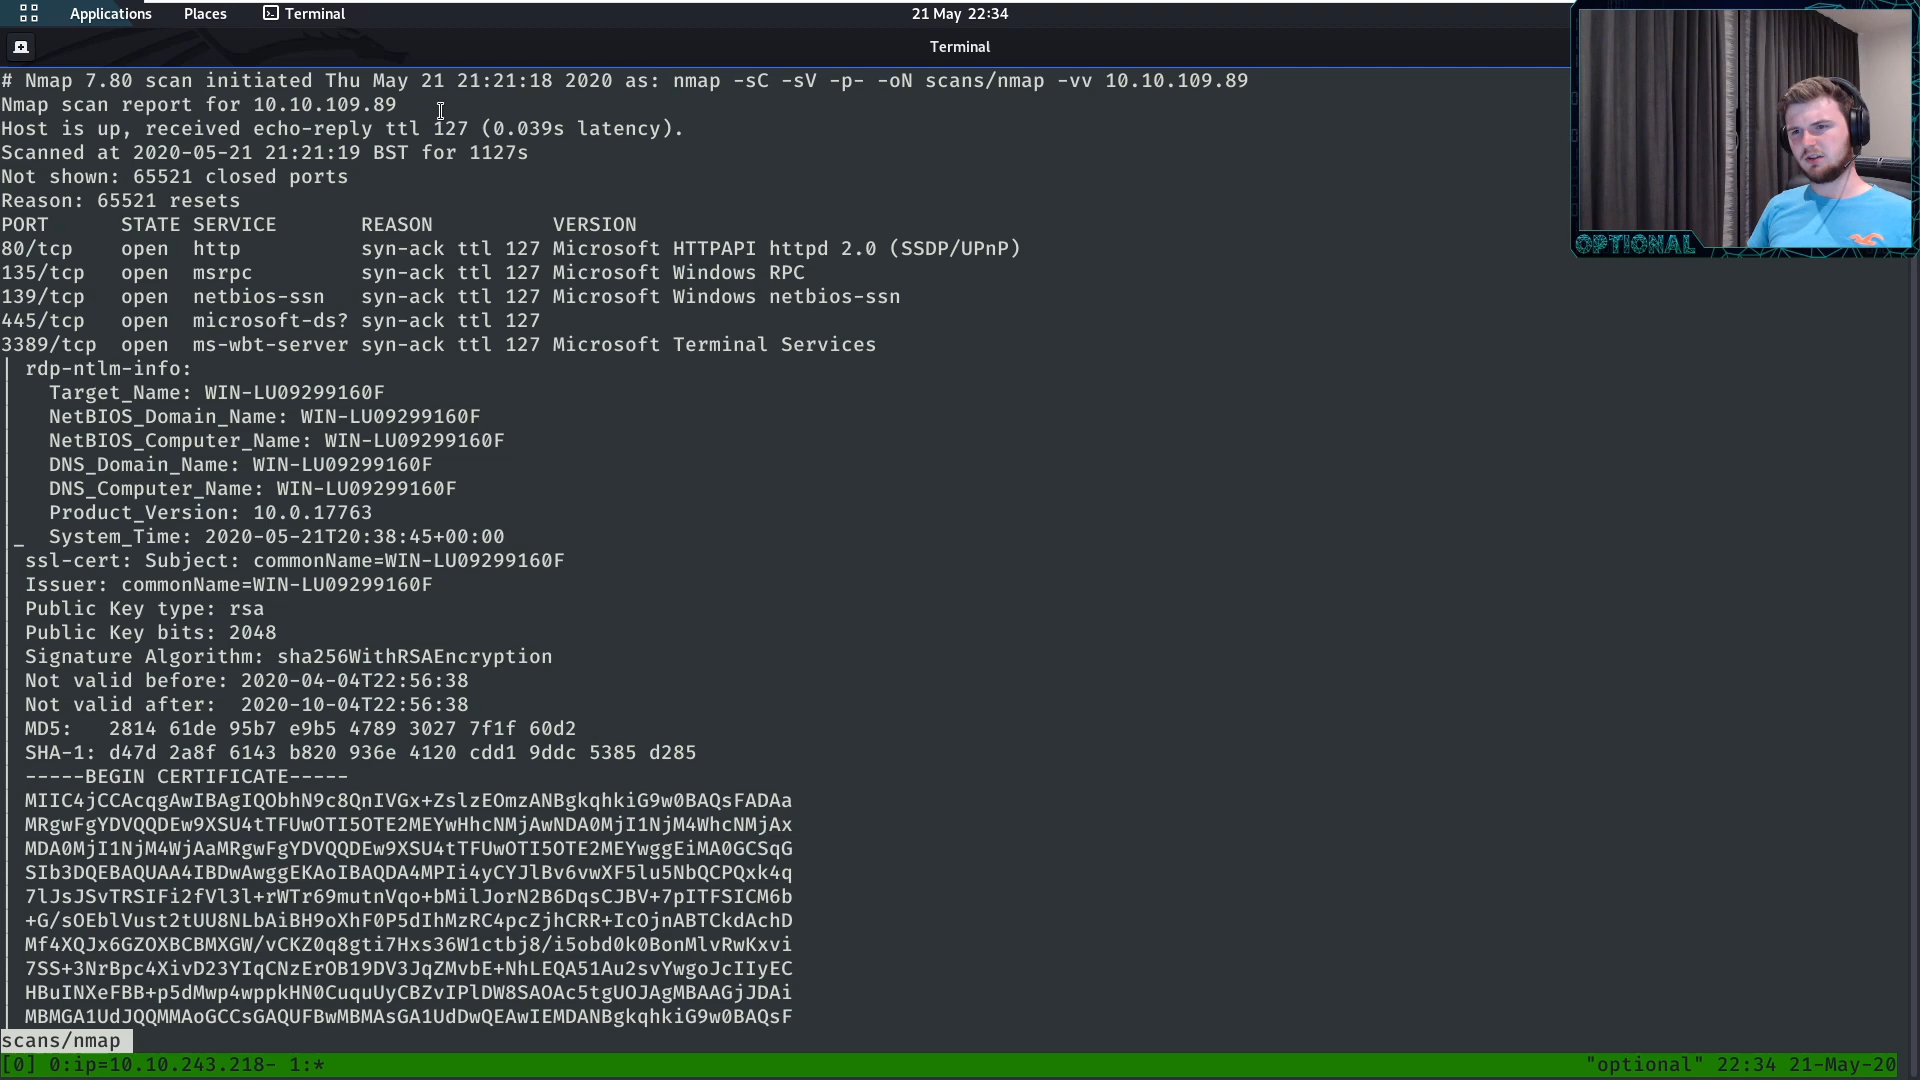 Applications Places Terminal 21 May 22:34
Terminal
# Nmap 7.80 scan initiated Thu May 21 21:21:18 2020 as: nmap -sC -sV -p- -oN scans/nmap -vv 10.10.109.89
Nmap scan report for 10.10.109.89
Host is up, received echo-reply ttl 127 (0.039s latency).
Scanned at 2020-05-21 21:21:19 BST for 1127s
Not shown: 65521 closed ports
Reason: 65521 resets
PORT STATE SERVICE REASON VERSION
80/tcp open http syn-ack ttl 127 Microsoft HTTPAPI httpd 2.0 (SSDP/UPnP)
135/tcp open msrpc syn-ack ttl 127 Microsoft Windows RPC
139/tcp open netbios-ssn syn-ack ttl 127 Microsoft Windows netbios-ssn
445/tcp open microsoft-ds? syn-ack ttl 127
3389/tcp open ms-wbt-server syn-ack ttl 127 Microsoft Terminal Services
| rdp-ntlm-info:
|   Target_Name: WIN-LU09299160F
|   NetBIOS_Domain_Name: WIN-LU09299160F
|   NetBIOS_Computer_Name: WIN-LU09299160F
|   DNS_Domain_Name: WIN-LU09299160F
|   DNS_Computer_Name: WIN-LU09299160F
|   Product_Version: 10.0.17763
|_  System_Time: 2020-05-21T20:38:45+00:00
| ssl-cert: Subject: commonName=WIN-LU09299160F
| Issuer: commonName=WIN-LU09299160F
| Public Key type: rsa
| Public Key bits: 2048
| Signature Algorithm: sha256WithRSAEncryption
| Not valid before: 2020-04-04T22:56:38
| Not valid after:  2020-10-04T22:56:38
| MD5:   2814 61de 95b7 e9b5 4789 3027 7f1f 60d2
| SHA-1: d47d 2a8f 6143 b820 936e 4120 cdd1 9ddc 5385 d285
| -----BEGIN CERTIFICATE-----
| MIIC4jCCAcqgAwIBAgIQObhN9c8QnIVGx+ZslzEOmzANBgkqhkiG9w0BAQsFADAa
| MRgwFgYDVQQDEw9XSU4tTFUwOTI5OTE2MEYwHhcNMjAwNDA0MjI1NjM4WhcNMjAx
| MDA0MjI1NjM4WjAaMRgwFgYDVQQDEw9XSU4tTFUwOTI5OTE2MEYwggEiMA0GCSqG
| SIb3DQEBAQUAA4IBDwAwggEKAoIBAQDA4MPIi4yCYJlBv6vwXF5lu5NbQCPQxk4q
| 7lJsJSvTRSIFi2fVl3l+rWTr69mutnVqo+bMilJorN2B6DqsCJBV+7pITFSICM6b
| +G/sOEblVust2tUU8NLbAiBH9oXhF0P5dIhMzRC4pcZjhCRR+IcOjnABTCkdAchD
| Mf4XQJx6GZOXBCBMXGW/vCKZ0q8gti7Hxs36W1ctbj8/i5obd0k0BonMlvRwKxvi
| 7SS+3NrBpc4XivD23YIqCNzErOB19DV3JqZMvbE+NhLEQA51Au2svYwgoJcIIyEC
| HBuINXeFBB+p5dMwp4wppkHN0CuquUyCBZvIPlDW8SAOAc5tgUOJAgMBAAGjJDAi
| MBMGA1UdJQQMMAoGCCsGAQUFBwMBMAsGA1UdDwQEAwIEMDANBgkqhkiG9w0BAQsF
scans/nmap
[0] 0:ip=10.10.243.218- 1:* "optional" 22:34 21-May-20
OPTIONAL